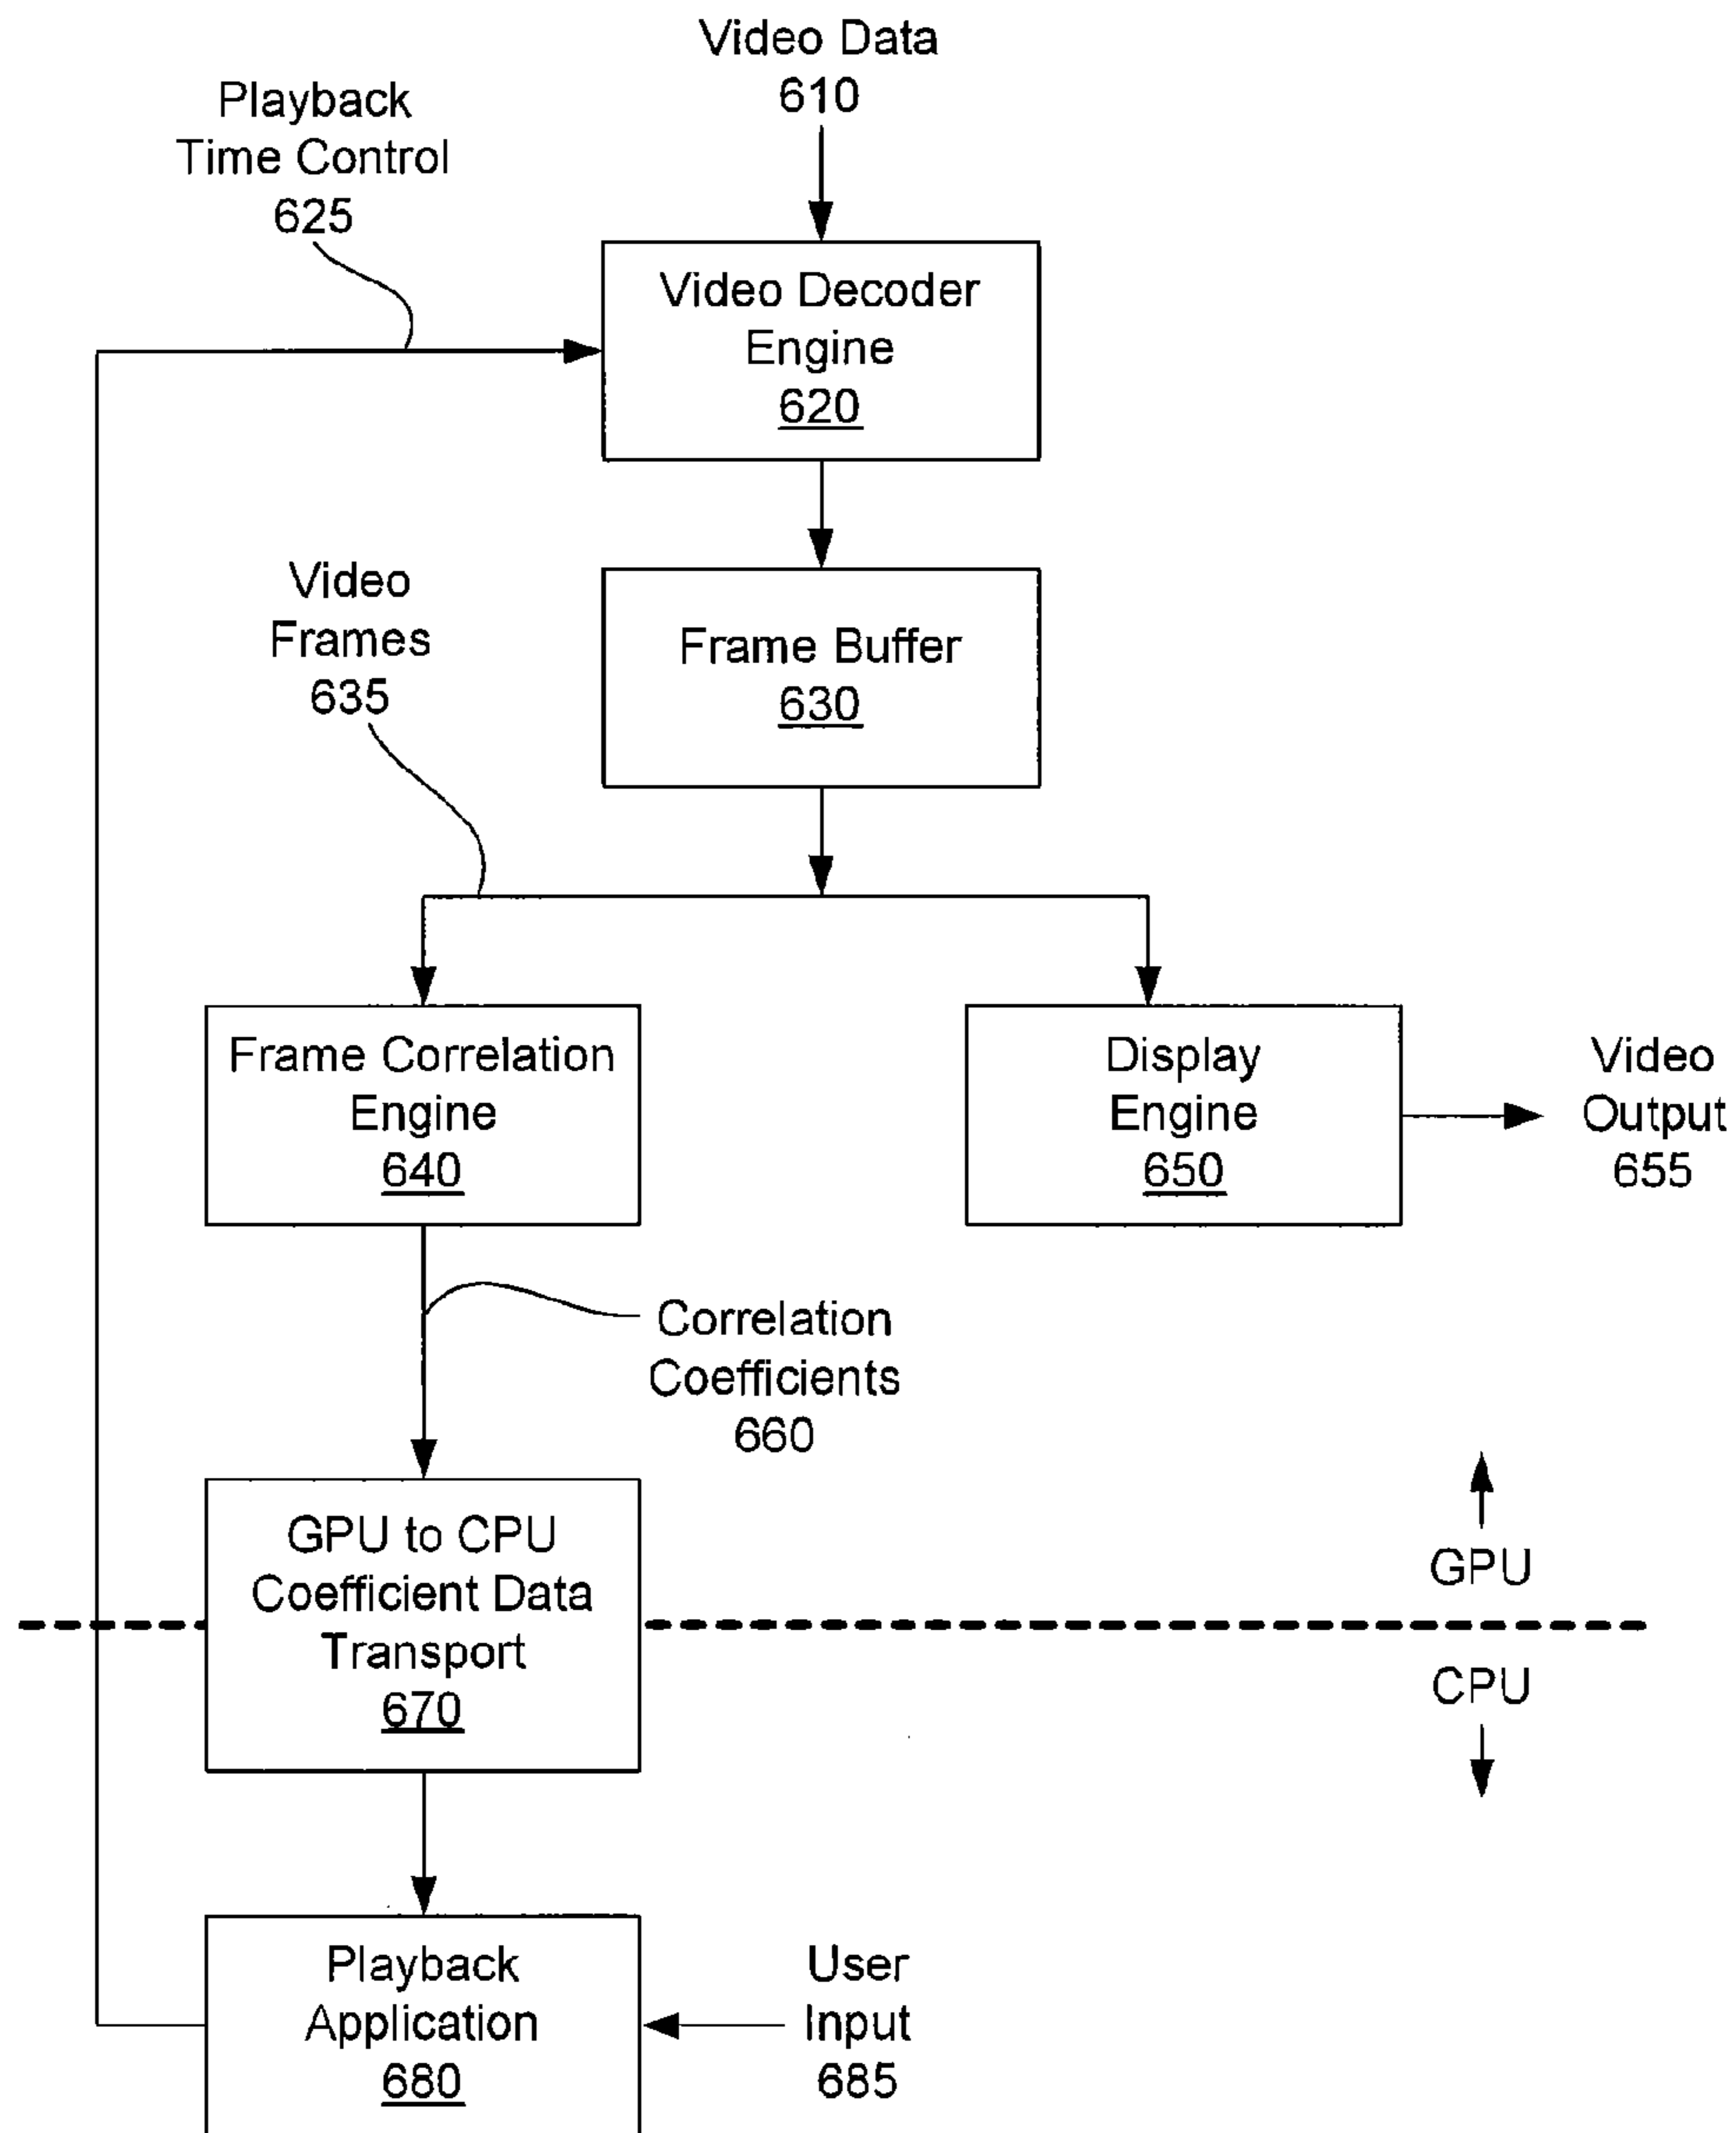 Video Data
610
Playback
Time Control
625
Video Decoder
Engine
620
Video
Frames
635
Frame Buffer
630
Frame Correlation
Engine
640
Display
Engine
650
Video
Output
655
Correlation
Coefficients
660
GPU to CPU
Coefficient Data
Transport
670
GPU
CPU
Playback
Application
680
User
Input
685